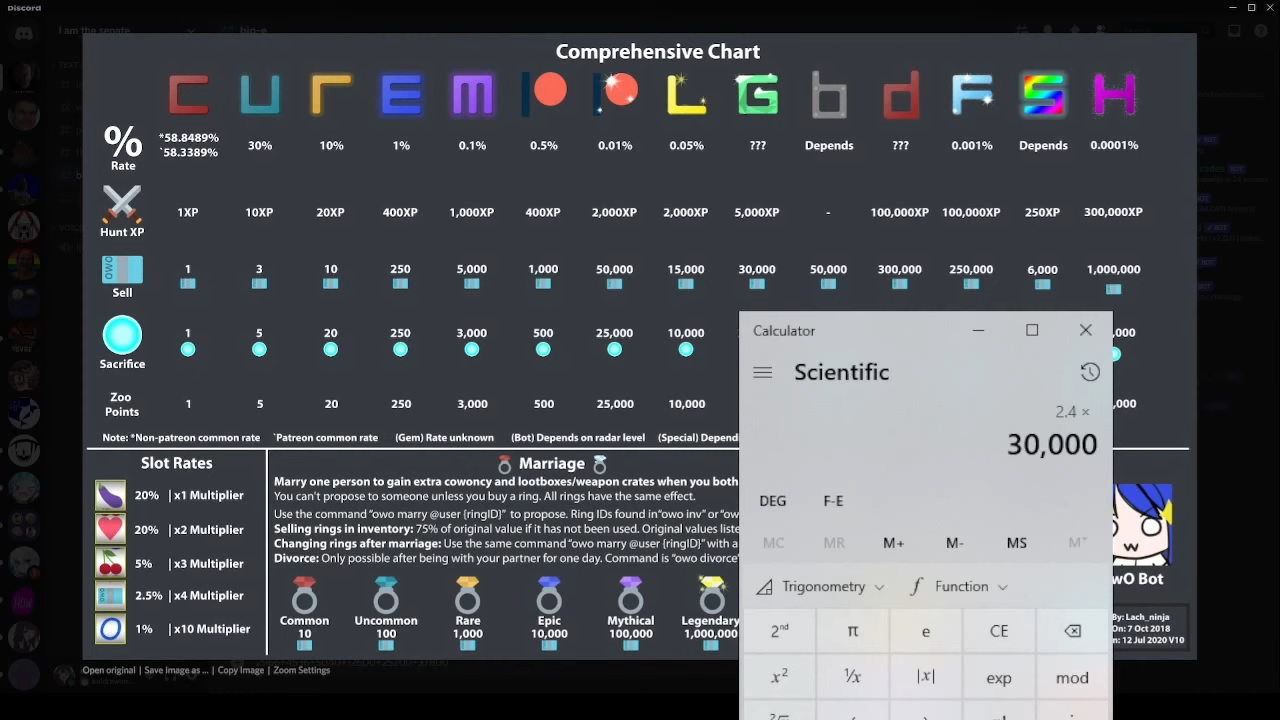 Discord
Comprehensive Chart
C U r E m P P L G b d F S H
% *58.8489% 30% 10% 1% 0.1% 0.5% 0.01% 0.05% ??? Depends ??? 0.001% Depends 0.0001%
`58.3389%
Rate
1XP 10XP 20XP 400XP 1,000XP 400XP 2,000XP 2,000XP 5,000XP - 100,000XP 100,000XP 250XP 300,000XP
Hunt XP
OWO 1 3 10 250 5,000 1,000 50,000 15,000 30,000 50,000 300,000 250,000 6,000 1,000,000
Sell
1 5 20 250 3,000 500 25,000 10,000
Sacrifice
Zoo
Points
1 5 20 250 3,000 500 25,000 10,000
Note: *Non-patreon common rate `Patreon common rate (Gem) Rate unknown (Bot) Depends on radar level (Special)
Slot Rates
20% | x1 Multiplier
20% | x2 Multiplier
5% | x3 Multiplier
2.5% | x4 Multiplier
1% | x10 Multiplier
Marriage
Marry one person to gain extra cowoncy and lootboxes/weapon crates when you both
You can't propose to someone unless you buy a ring. All rings have the same effect.
Use the command "owo marry @user {ringID}" to propose. Ring IDs found in"owo inv" or
Selling rings in inventory: 75% of original value if it has not been used. Original values
Changing rings after marriage: Use the same command "owo marry @user {ringID}" with a
Divorce: Only possible after being with your partner for one day. Command is "owo divorce"
Common Uncommon Rare Epic Mythical Legendary
10 100 1,000 10,000 100,000 1,000,000
OwO Bot
By: Lach_ninja
On: 7 Oct 2018
12 Jul 2020 V10
Open original | Save Image as ... | Copy Image | Zoom Settings
Calculator
Scientific
2.4 ×
30,000
DEG F-E
MC MR M+ M- MS M˅
Trigonometry Function
2nd π e CE
x² ¹/x |x| exp mod